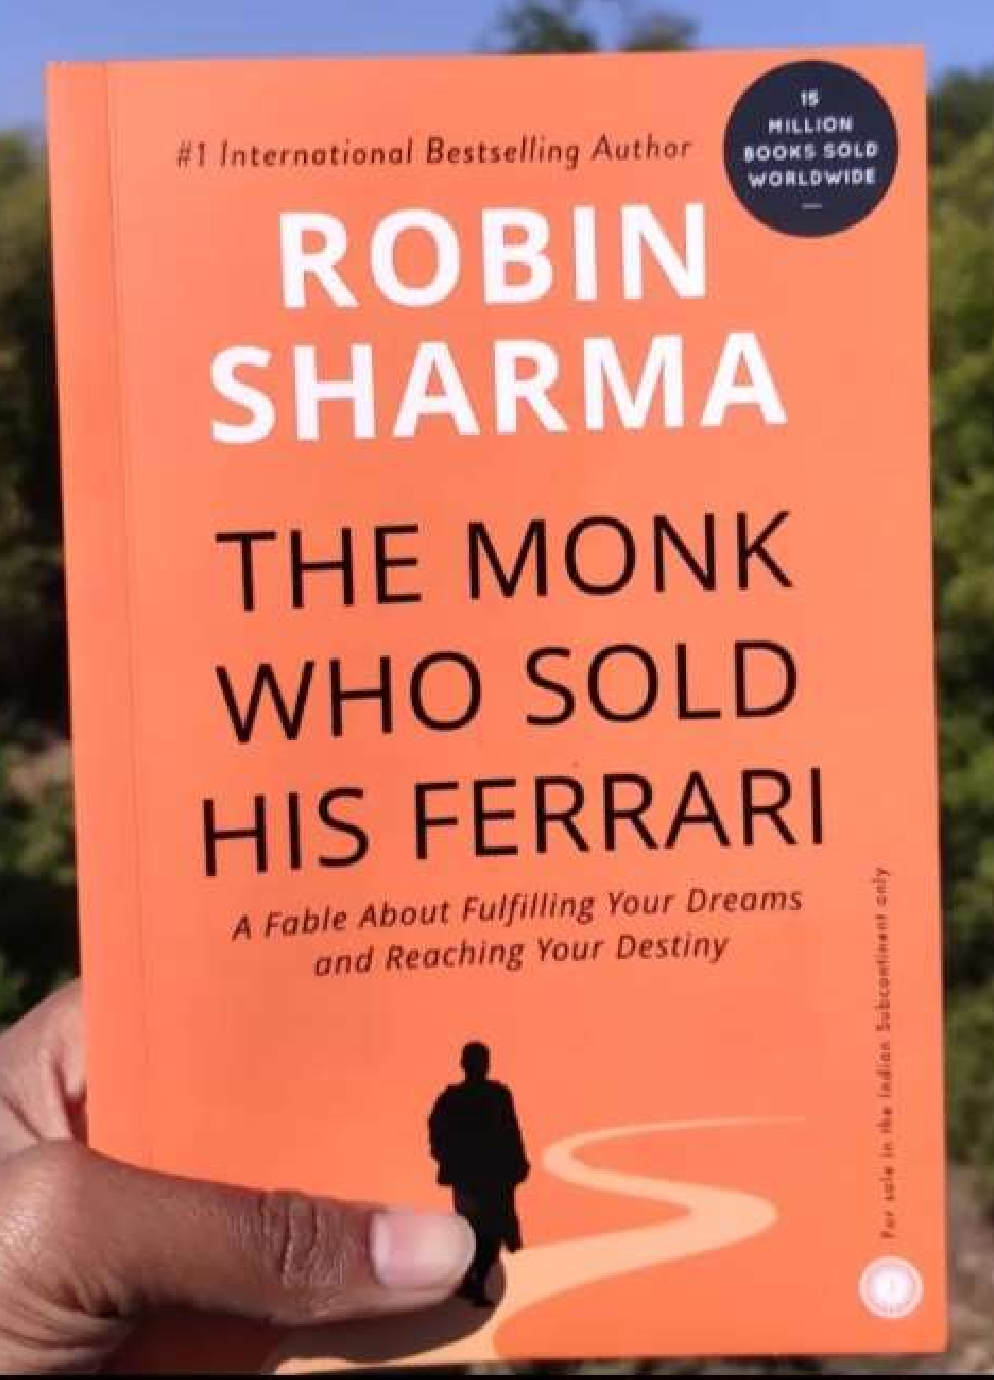 #1 International Bestselling Author
15
MILLION
BOOKS SOLD
WORLDWIDE
ROBIN
SHARMA
THE MONK
WHO SOLD
HIS FERRARI
A Fable About Fulfilling Your Dreams
and Reaching Your Destiny
For sale in the Indian Subcontinent only